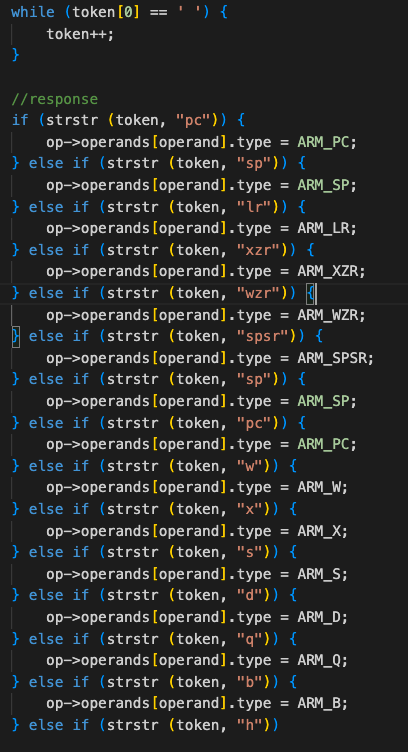 while (token[0] == ' ') {
    token++;
}

//response
if (strstr (token, "pc")) {
    op->operands[operand].type = ARM_PC;
} else if (strstr (token, "sp")) {
    op->operands[operand].type = ARM_SP;
} else if (strstr (token, "lr")) {
    op->operands[operand].type = ARM_LR;
} else if (strstr (token, "xzr")) {
    op->operands[operand].type = ARM_XZR;
} else if (strstr (token, "wzr")) {
    op->operands[operand].type = ARM_WZR;
} else if (strstr (token, "spsr")) {
    op->operands[operand].type = ARM_SPSR;
} else if (strstr (token, "sp")) {
    op->operands[operand].type = ARM_SP;
} else if (strstr (token, "pc")) {
    op->operands[operand].type = ARM_PC;
} else if (strstr (token, "w")) {
    op->operands[operand].type = ARM_W;
} else if (strstr (token, "x")) {
    op->operands[operand].type = ARM_X;
} else if (strstr (token, "s")) {
    op->operands[operand].type = ARM_S;
} else if (strstr (token, "d")) {
    op->operands[operand].type = ARM_D;
} else if (strstr (token, "q")) {
    op->operands[operand].type = ARM_Q;
} else if (strstr (token, "b")) {
    op->operands[operand].type = ARM_B;
} else if (strstr (token, "h"))